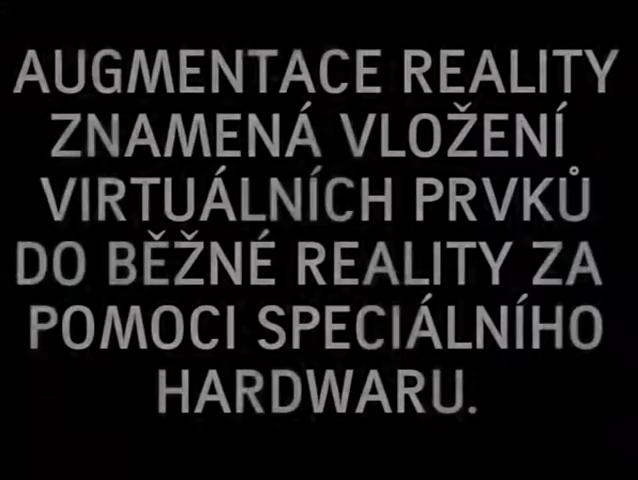 AUGMENTACE REALITY
ZNAMENÁ VLOŽENÍ
VIRTUÁLNÍCH PRVKŮ
DO BĚŽNÉ REALITY ZA
POMOCI SPECIÁLNÍHO
HARDWARU.